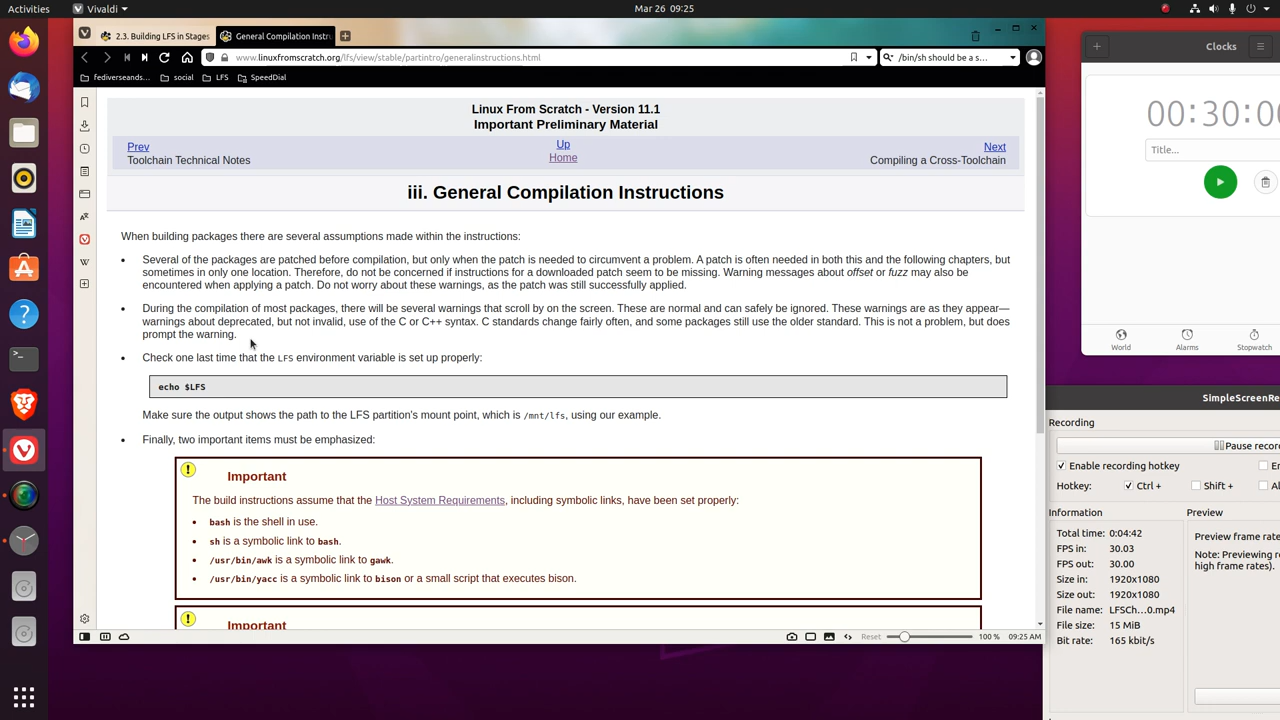 Activities
Vivaldi
Mar 26 09:25
2.3. Building LFS in Stages
General Compilation Instru
www.linuxfromscratch.org/lfs/view/stable/partintro/generalinstructions.html
/bin/sh should be a s...
fediverseands...
social
LFS
SpeedDial
Linux From Scratch - Version 11.1
Important Preliminary Material
Prev
Up
Next
Toolchain Technical Notes
Home
Compiling a Cross-Toolchain
iii. General Compilation Instructions
When building packages there are several assumptions made within the instructions:
Several of the packages are patched before compilation, but only when the patch is needed to circumvent a problem. A patch is often needed in both this and the following chapters, but
sometimes in only one location. Therefore, do not be concerned if instructions for a downloaded patch seem to be missing. Warning messages about offset or fuzz may also be
encountered when applying a patch. Do not worry about these warnings, as the patch was still successfully applied.
During the compilation of most packages, there will be several warnings that scroll by on the screen. These are normal and can safely be ignored. These warnings are as they appear—
warnings about deprecated, but not invalid, use of the C or C++ syntax. C standards change fairly often, and some packages still use the older standard. This is not a problem, but does
prompt the warning.
Check one last time that the LFS environment variable is set up properly:
echo $LFS
Make sure the output shows the path to the LFS partition's mount point, which is /mnt/lfs, using our example.
Finally, two important items must be emphasized:
Important
The build instructions assume that the Host System Requirements, including symbolic links, have been set properly:
bash is the shell in use.
sh is a symbolic link to bash.
/usr/bin/awk is a symbolic link to gawk.
/usr/bin/yacc is a symbolic link to bison or a small script that executes bison.
Important
Reset
100 %
09:25 AM
Clocks
00:30:00
Title...
World
Alarms
Stopwatch
SimpleScreenRe
Recording
Pause recor
Enable recording hotkey
En
Hotkey:
Ctrl +
Shift +
Al
Information
Preview
Total time: 0:04:42
Preview frame rate
FPS in: 30.03
Note: Previewing r
FPS out: 30.00
high frame rates).
Size in: 1920x1080
Size out: 1920x1080
File name: LFSCh...0.mp4
File size: 15 MiB
Bit rate: 165 kbit/s